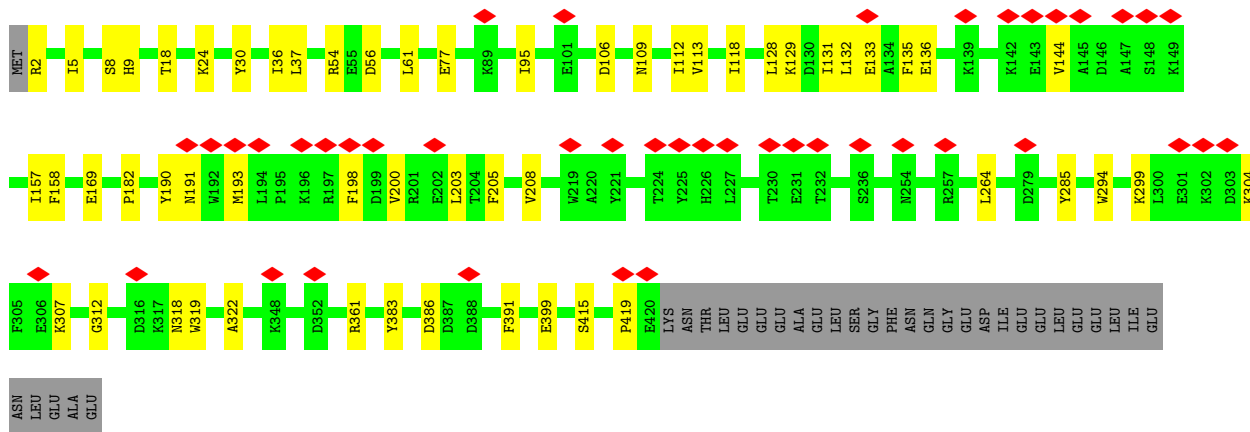 MET R2 I5 S8 H9 T18 K24 Y30 I36 L37 R54 E55 D56 L61 E77 K89 I95 E101 D106 N109 I112 V113 I118 L128 K129 D130 I131 L132 E133 A134 F135 E136 K139 K142 E143 V144 A145 D146 A147 S148 K149
I157 F158 E169 P182 Y190 N191 W192 M193 L194 P195 K196 R197 F198 D199 V200 R201 E202 L203 T204 F205 V208 W219 A220 Y221 T224 Y225 H226 L227 T230 E231 T232 S236 N254 R257 L264 D279 Y285 W294 K299 L300 E301 K302 D303 K304
F305 E306 K307 G312 D316 K317 N318 W319 A322 K348 D352 R361 Y383 D386 D387 D388 F391 E399 S415 P419 E420 LYS ASN THR LEU GLU GLU GLU ALA GLU LEU SER GLY PHE ASN GLN GLY GLU ASP ILE GLU GLU LEU GLU GLU LEU ILE GLU
ASN LEU GLU ALA GLU